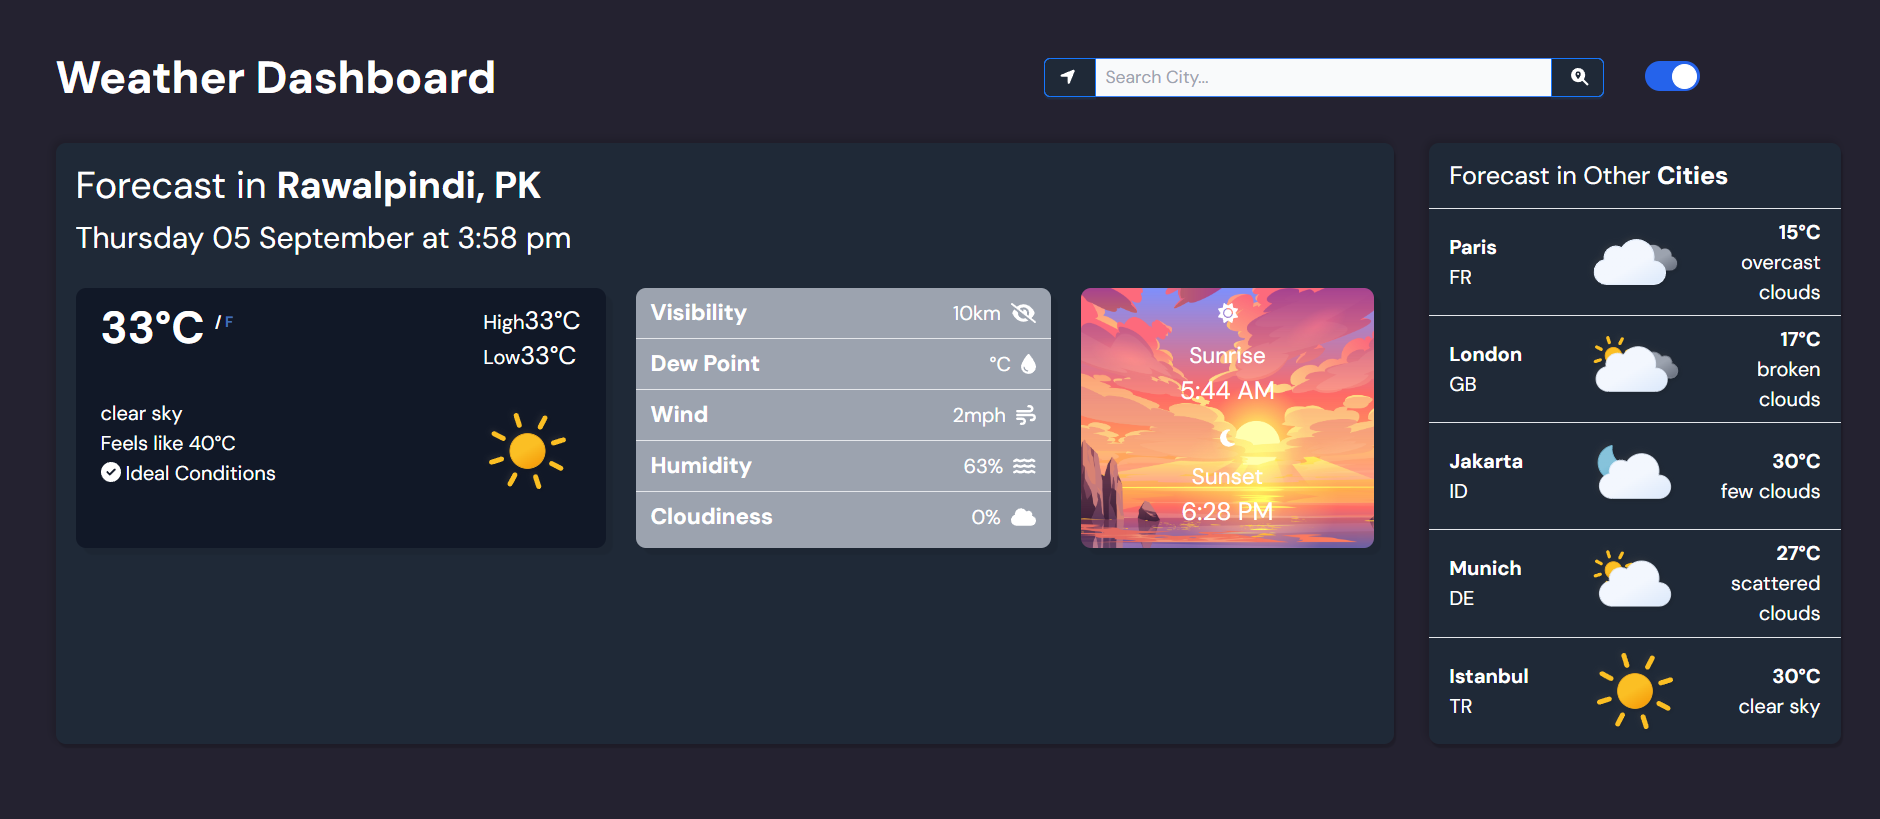 Weather Dashboard
Search City...
Forecast in Rawalpindi, PK
Thursday 05 September at 3:58 pm
33°C / F
High33°C
Low33°C
clear sky
Feels like 40°C
Ideal Conditions
Visibility 10km
Dew Point °C
Wind 2mph
Humidity 63%
Cloudiness 0%
Sunrise
5:44 AM
Sunset
6:28 PM
Forecast in Other Cities
Paris
FR
15°C
overcast
clouds
London
GB
17°C
broken
clouds
Jakarta
ID
30°C
few clouds
Munich
DE
27°C
scattered
clouds
Istanbul
TR
30°C
clear sky